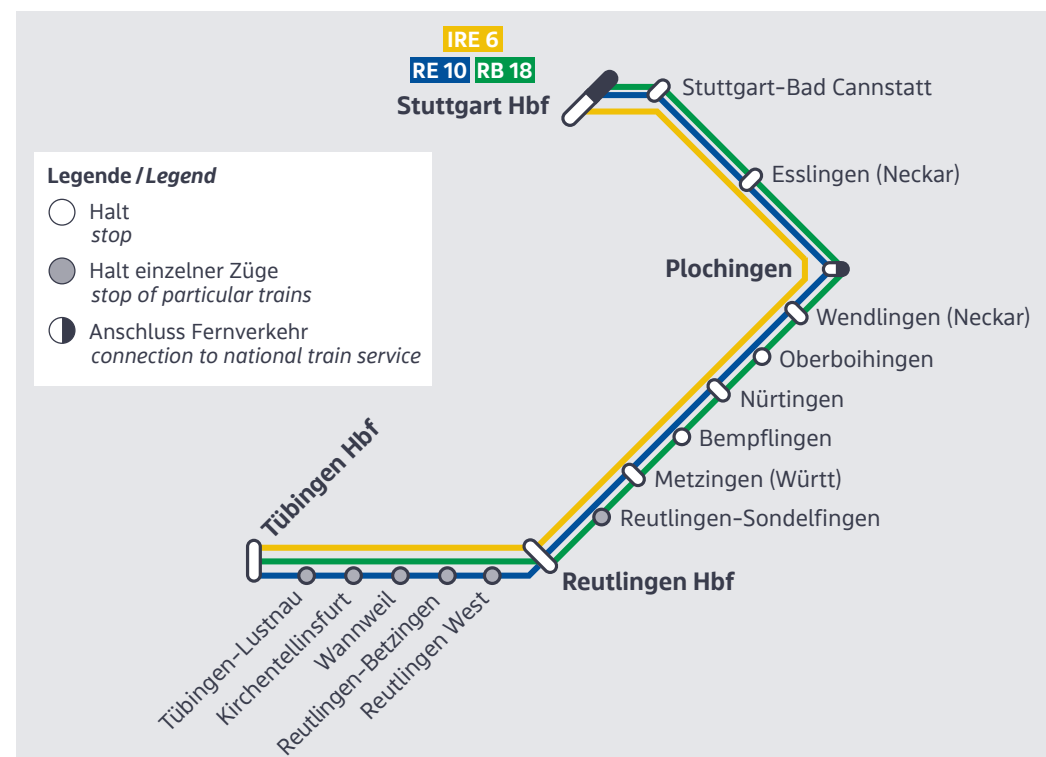 IRE 6
RE 10 RB 18
Stuttgart Hbf
Stuttgart-Bad Cannstatt
Legende / Legend
Halt
stop
Halt einzelner Züge
stop of particular trains
Anschluss Fernverkehr
connection to national train service
Esslingen (Neckar)
Plochingen
Wendlingen (Neckar)
Oberboihingen
Nürtingen
Bempflingen
Metzingen (Württ)
Reutlingen-Sondelfingen
Reutlingen Hbf
Tübingen Hbf
Tübingen-Lustnau
Kirchentellinsfurt
Wannweil
Reutlingen-Betzingen
Reutlingen West